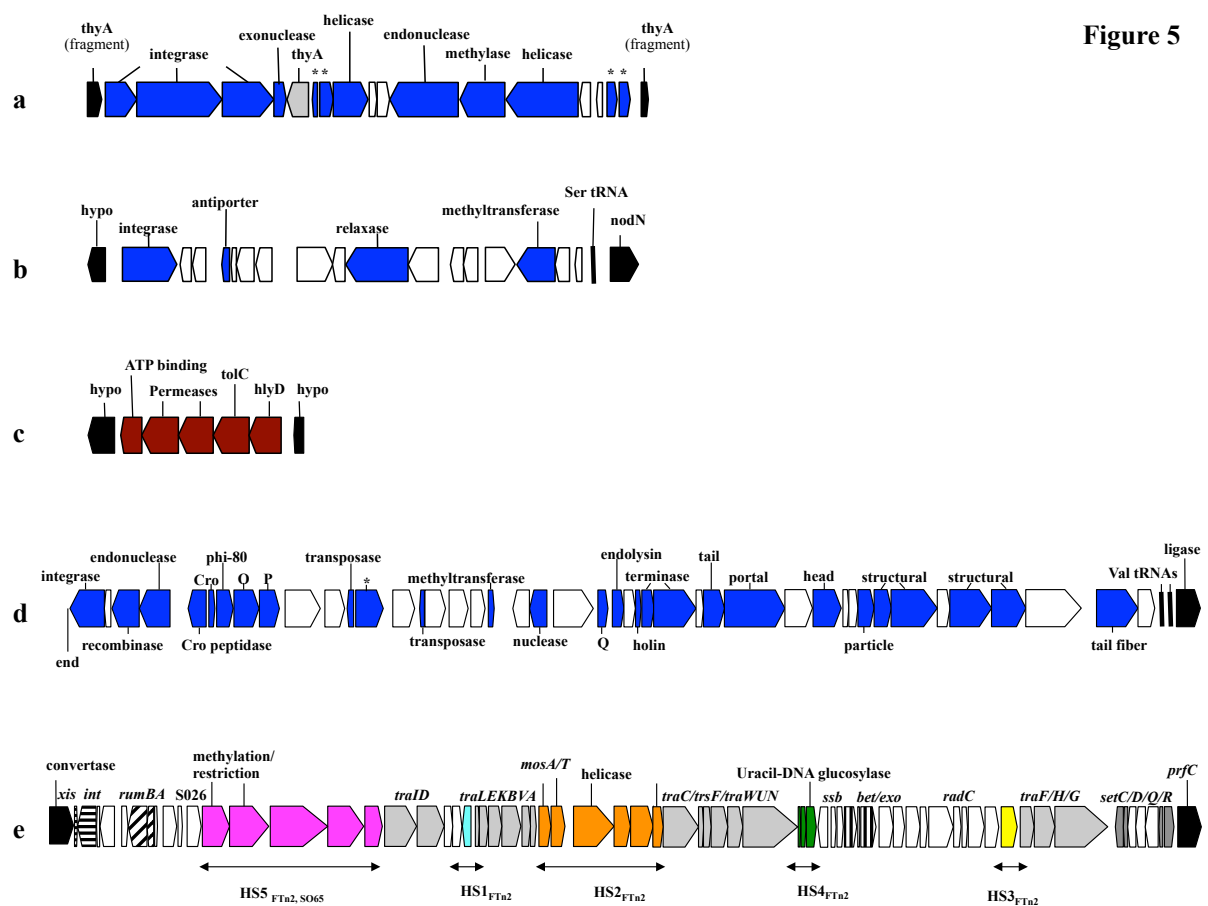 Figure 5
a
thyA
(fragment)
integrase
exonuclease
thyA
* *
helicase
endonuclease
methylase
helicase
* *
thyA
(fragment)
b
hypo
integrase
antiporter
relaxase
methyltransferase
Ser tRNA
nodN
c
hypo
ATP binding
Permeases
tolC
hlyD
hypo
d
end
integrase
recombinase
endonuclease
Cro
Cro peptidase
phi-80
O
P
transposase
*
methyltransferase
transposase
nuclease
Q
endolysin
holin
terminase
tail
portal
head
particle
structural
structural
tail fiber
Val tRNAs
ligase
e
convertase
xis
int
rumBA
S026
methylation/
restriction
traID
traLEKBVA
mosA/T
helicase
traC/trsF/traWUN
Uracil-DNA glucosylase
ssb
bet/exo
radC
traF/H/G
setC/D/Q/R
prfC
HS5 FTn2, SO65
HS1FTn2
HS2FTn2
HS4FTn2
HS3FTn2